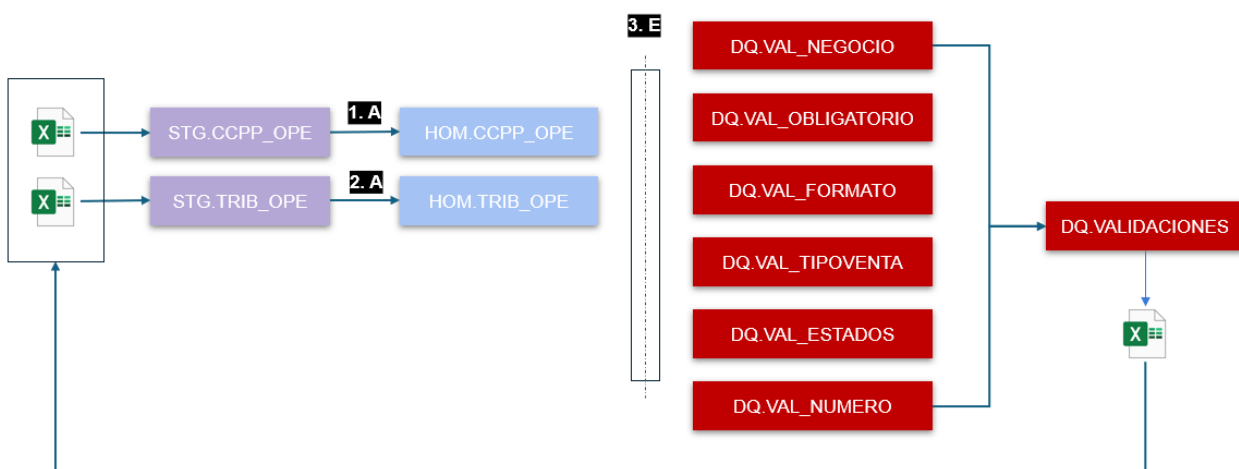 3. E
DQ.VAL_NEGOCIO
1. A
STG.CCPP_OPE
HOM.CCPP_OPE
DQ.VAL_OBLIGATORIO
2. A
STG.TRIB_OPE
HOM.TRIB_OPE
DQ.VAL_FORMATO
DQ.VAL_TIPOVENTA
DQ.VALIDACIONES
DQ.VAL_ESTADOS
DQ.VAL_NUMERO
X
X
X